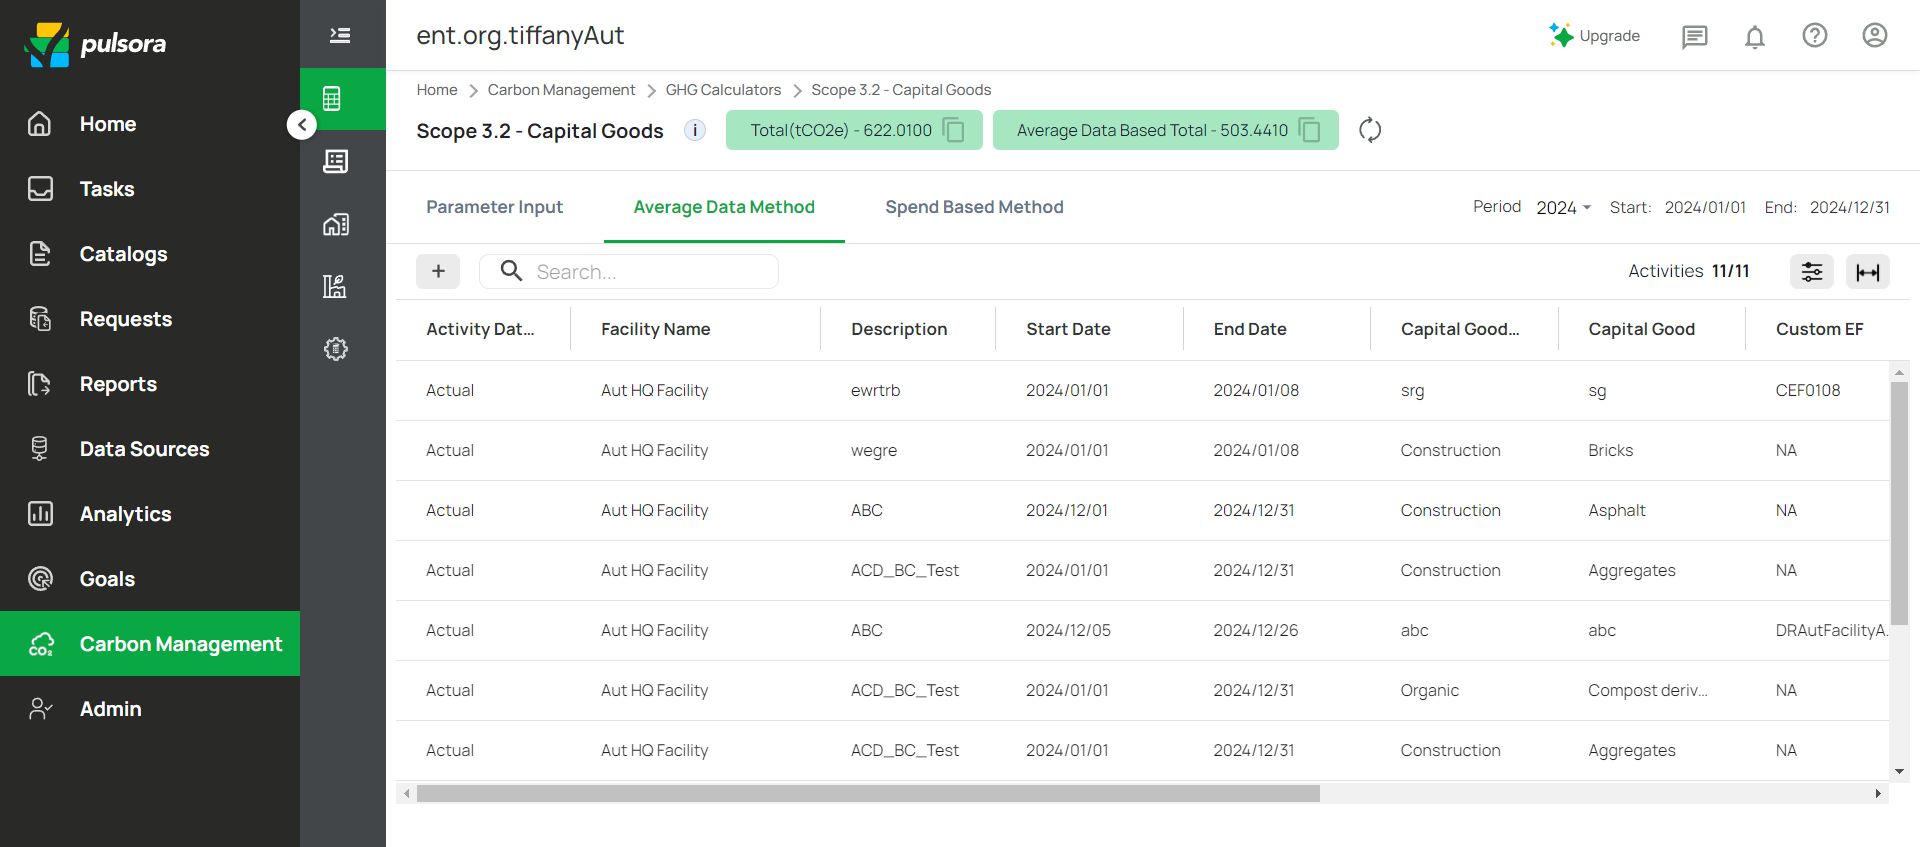 pulsora
Home
Tasks
Catalogs
Requests
Reports
Data Sources
Analytics
Goals
Carbon Management
Admin
ent.org.tiffanyAut
Upgrade
Home Carbon Management GHG Calculators Scope 3.2 - Capital Goods
Scope 3.2 - Capital Goods i Total(tCO2e) - 622.0100 Average Data Based Total - 503.4410
Parameter Input Average Data Method Spend Based Method Period 2024 Start: 2024/01/01 End: 2024/12/31
+ Search... Activities 11/11
Activity Dat... Facility Name Description Start Date End Date Capital Good... Capital Good Custom EF
Actual Aut HQ Facility ewrtrb 2024/01/01 2024/01/08 srg sg CEF0108
Actual Aut HQ Facility wegre 2024/01/01 2024/01/08 Construction Bricks NA
Actual Aut HQ Facility ABC 2024/12/01 2024/12/31 Construction Asphalt NA
Actual Aut HQ Facility ACD_BC_Test 2024/01/01 2024/12/31 Construction Aggregates NA
Actual Aut HQ Facility ABC 2024/12/05 2024/12/26 abc abc DRAutFacilityA.
Actual Aut HQ Facility ACD_BC_Test 2024/01/01 2024/12/31 Organic Compost deriv... NA
Actual Aut HQ Facility ACD_BC_Test 2024/01/01 2024/12/31 Construction Aggregates NA